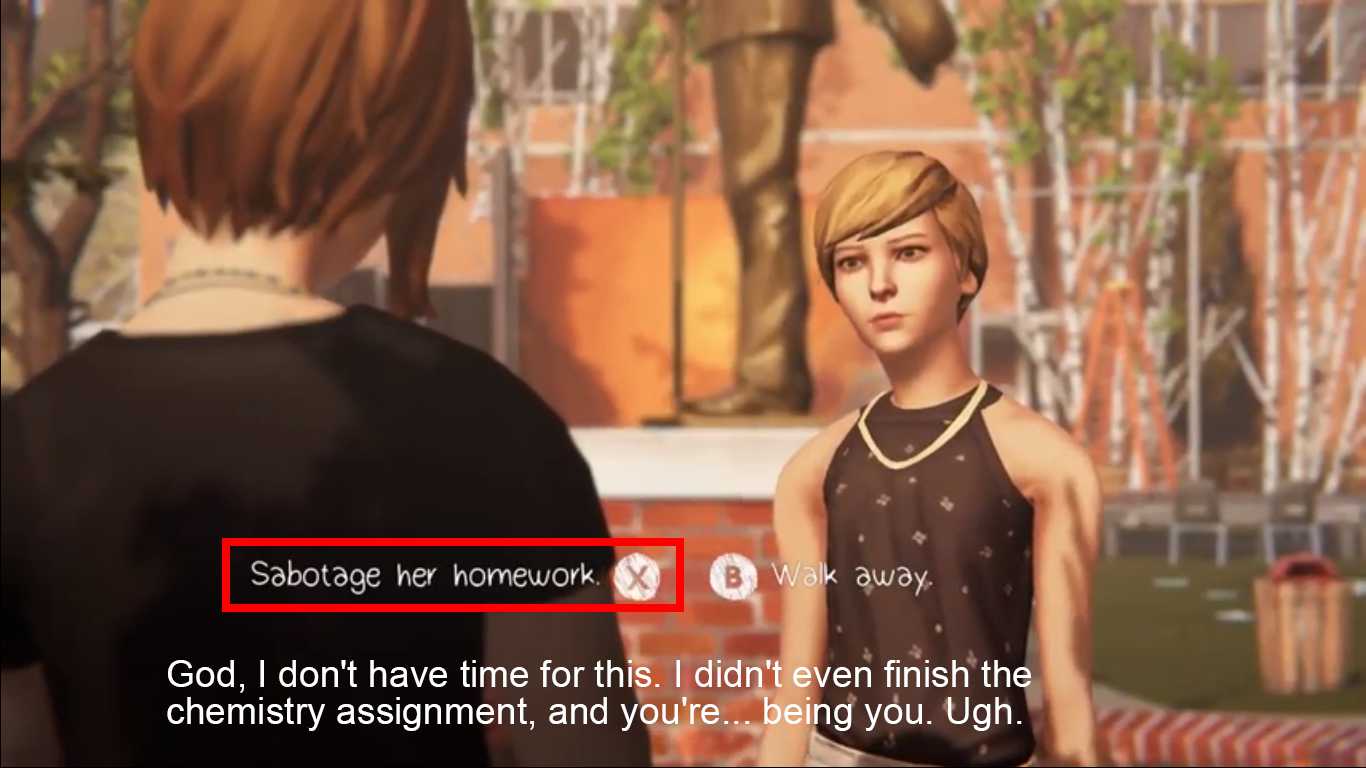 Sabotage her homework. X B Walk away.
God, I don't have time for this. I didn't even finish the
chemistry assignment, and you're... being you. Ugh.